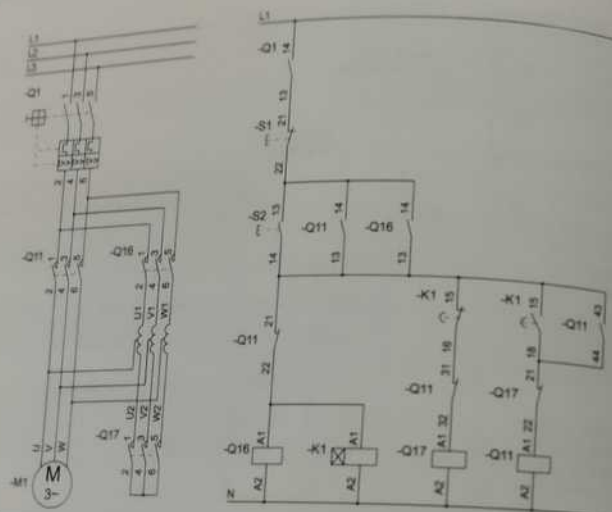 L1
-Q1
1 3 5
2 4 6
-Q11
1 3 5
2 4 6
-Q16
1 3 5
2 4 6
U1 V1 W1
U2 V2 W2
-Q17
1 3 5
2 4 6
U V W
-M1
M
3~
L1
-Q1
14
13
-S1
21
22
-S2
13
14
-Q11
14
13
-Q16
14
13
-Q11
21
22
-K1
15
16
-Q11
31
32
-K1
15
18
-Q11
43
44
-Q17
21
22
-Q16
A1
A2
-K1
A1
A2
-Q17
A1
A2
-Q11
A1
A2
N